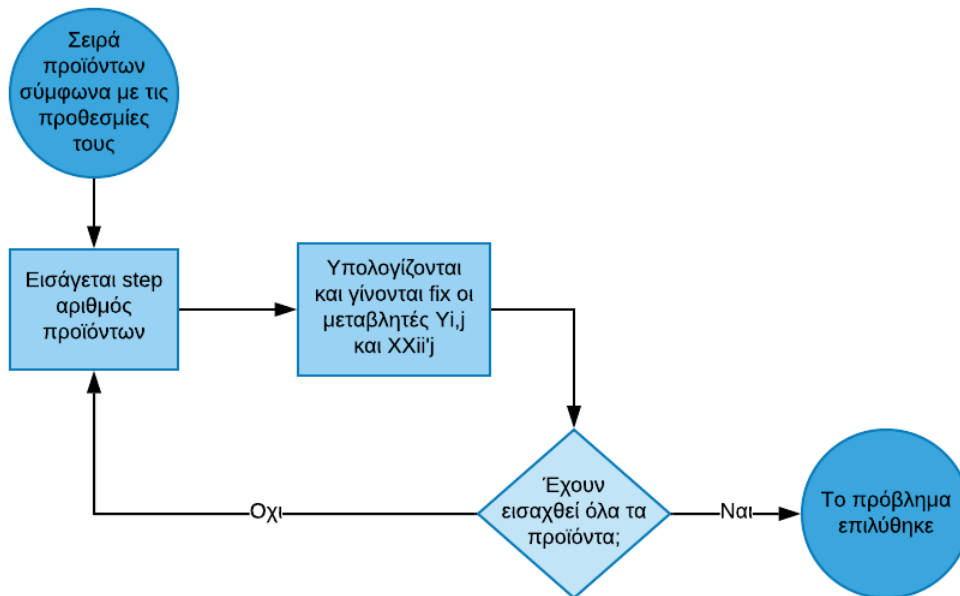 Σειρά
προϊόντων
σύμφωνα με τις
προθεσμίες
τους
Εισάγεται step
αριθμός
προϊόντων
Υπολογίζονται
και γίνονται fix οι
μεταβλητές Yi,j
και XXii'j
Έχουν
εισαχθεί όλα τα
προϊόντα;
Οχι
Ναι
Το πρόβλημα
επιλύθηκε